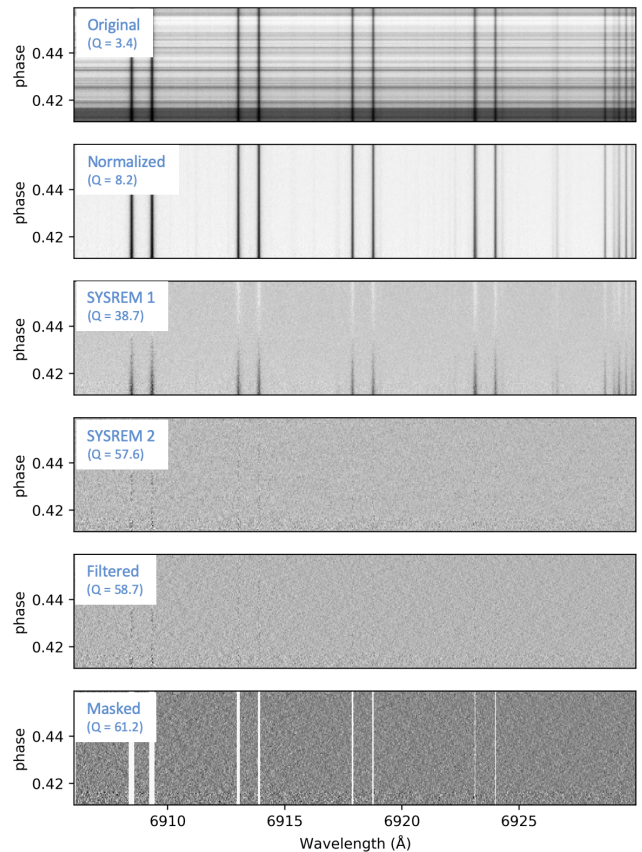 Original
(Q = 3.4)
phase
0.44
0.42
Normalized
(Q = 8.2)
phase
0.44
0.42
SYSREM 1
(Q = 38.7)
phase
0.44
0.42
SYSREM 2
(Q = 57.6)
phase
0.44
0.42
Filtered
(Q = 58.7)
phase
0.44
0.42
Masked
(Q = 61.2)
phase
0.44
0.42
6910 6915 6920 6925
Wavelength (Å)